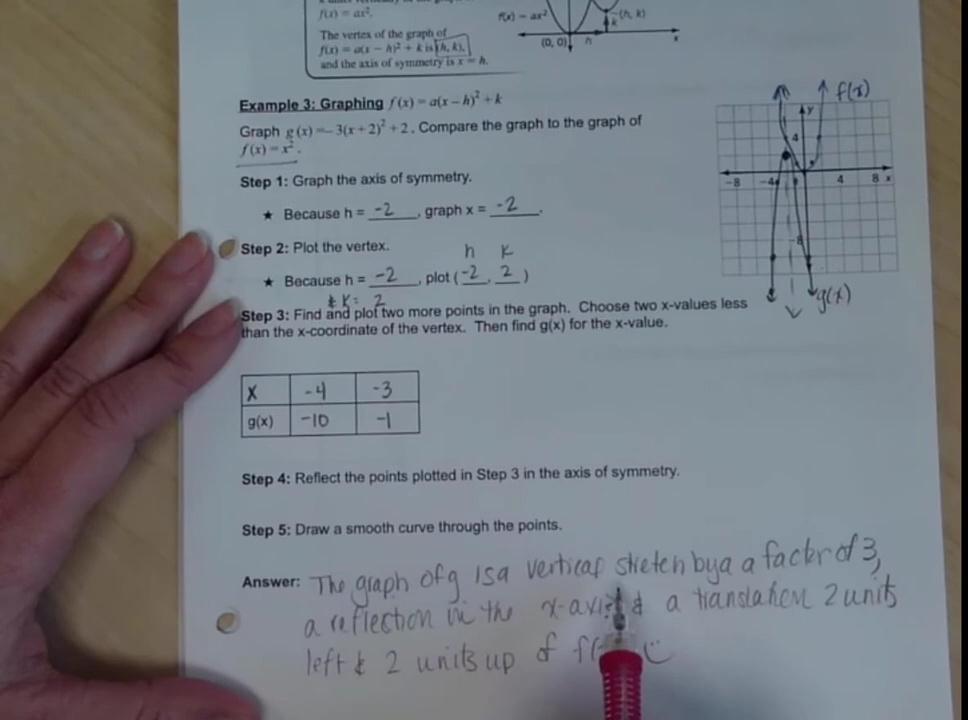 f(x) = ax².
The vertex of the graph of
f(x) = a(x − h)² + k is (h, k),
and the axis of symmetry is x = h.
f(x) = ax²
(h, k)
k
(0, 0)
h
x
Example 3: Graphing f(x) = a(x − h)² + k
Graph g(x) = −3(x + 2)² + 2. Compare the graph to the graph of
f(x) = x².
f(x)
y
4
−8
−4
4
8
x
−8
g(x)
Step 1: Graph the axis of symmetry.
★ Because h = -2, graph x = -2.
Step 2: Plot the vertex.
h k
★ Because h = -2, plot (-2, 2)
& k = 2
Step 3: Find and plot two more points in the graph. Choose two x-values less
than the x-coordinate of the vertex. Then find g(x) for the x-value.
X -4 -3
g(x) -10 -1
Step 4: Reflect the points plotted in Step 3 in the axis of symmetry.
Step 5: Draw a smooth curve through the points.
Answer: The graph of g is a vertical stretch by a a factor of 3,
a reflection in the x-axis & a translation 2 units
left & 2 units up of